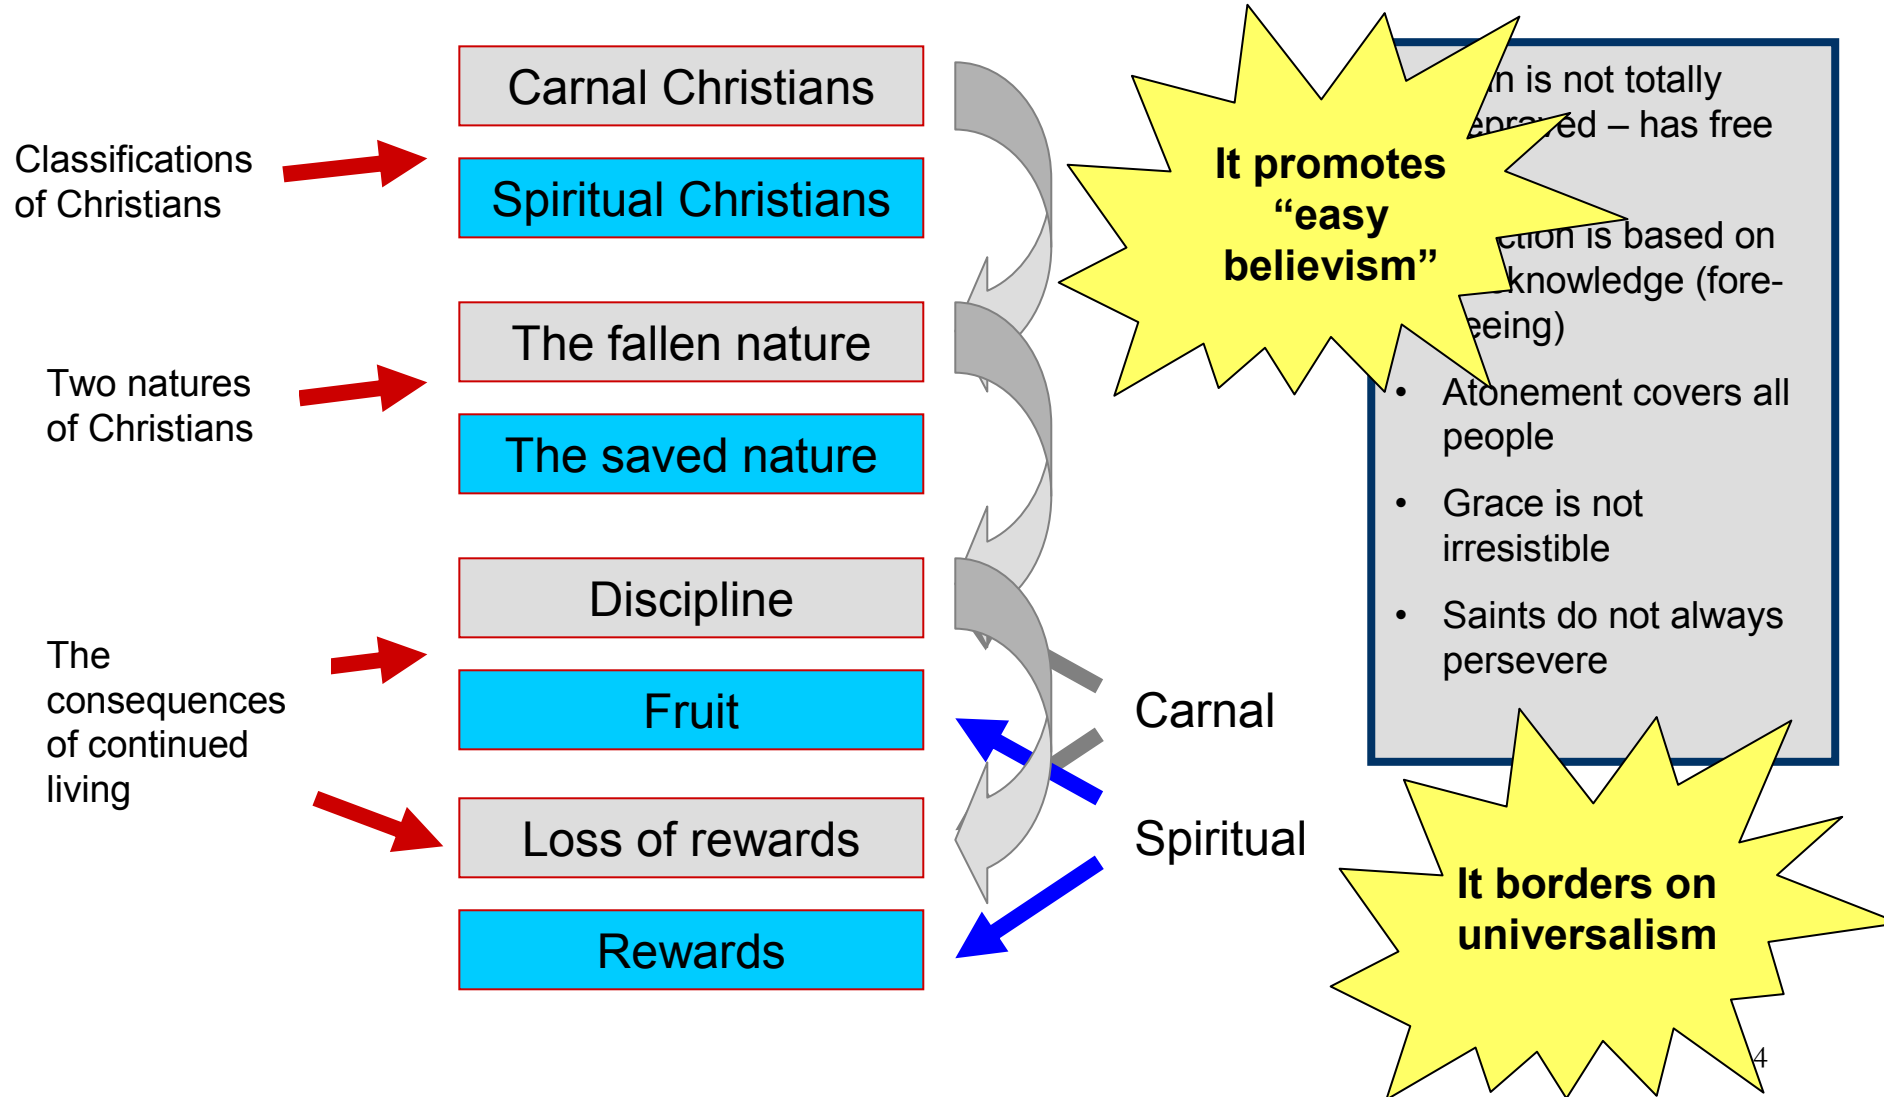 Classifications
of Christians
Carnal Christians
Spiritual Christians
Two natures
of Christians
The fallen nature
The saved nature
The
consequences
of continued
living
Discipline
Fruit
Loss of rewards
Rewards
Carnal
Spiritual
It promotes
“easy
believism”
is not totally
– has free
is based on
(fore-
• Atonement covers all
people
• Grace is not
irresistible
• Saints do not always
persevere
It borders on
universalism
4